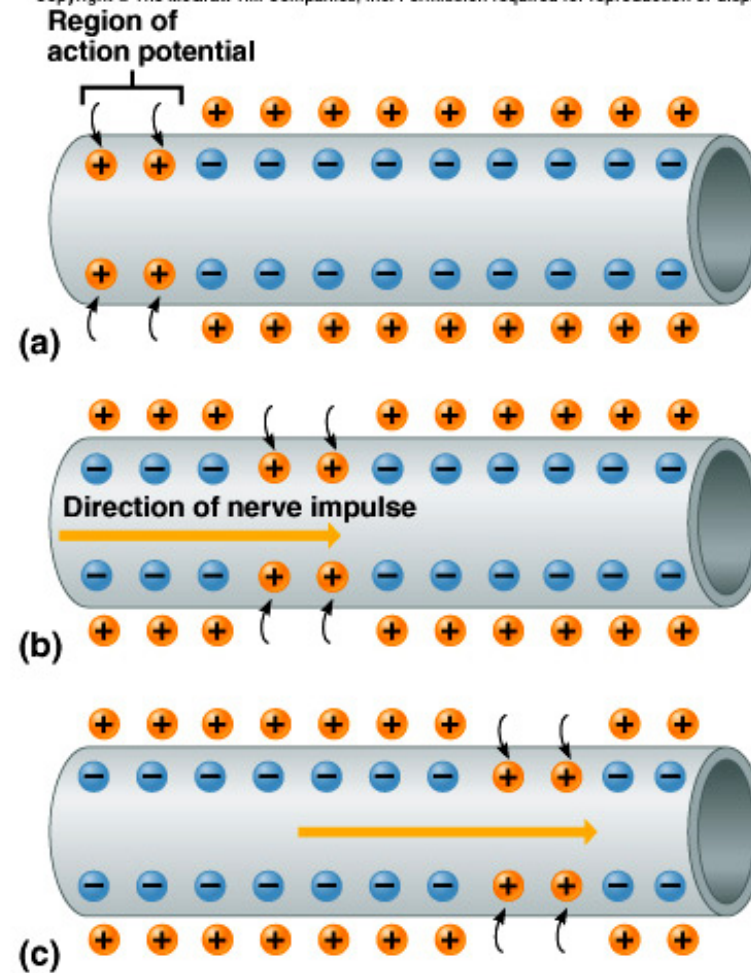 Region of
action potential
(a)
Direction of nerve impulse
(b)
(c)